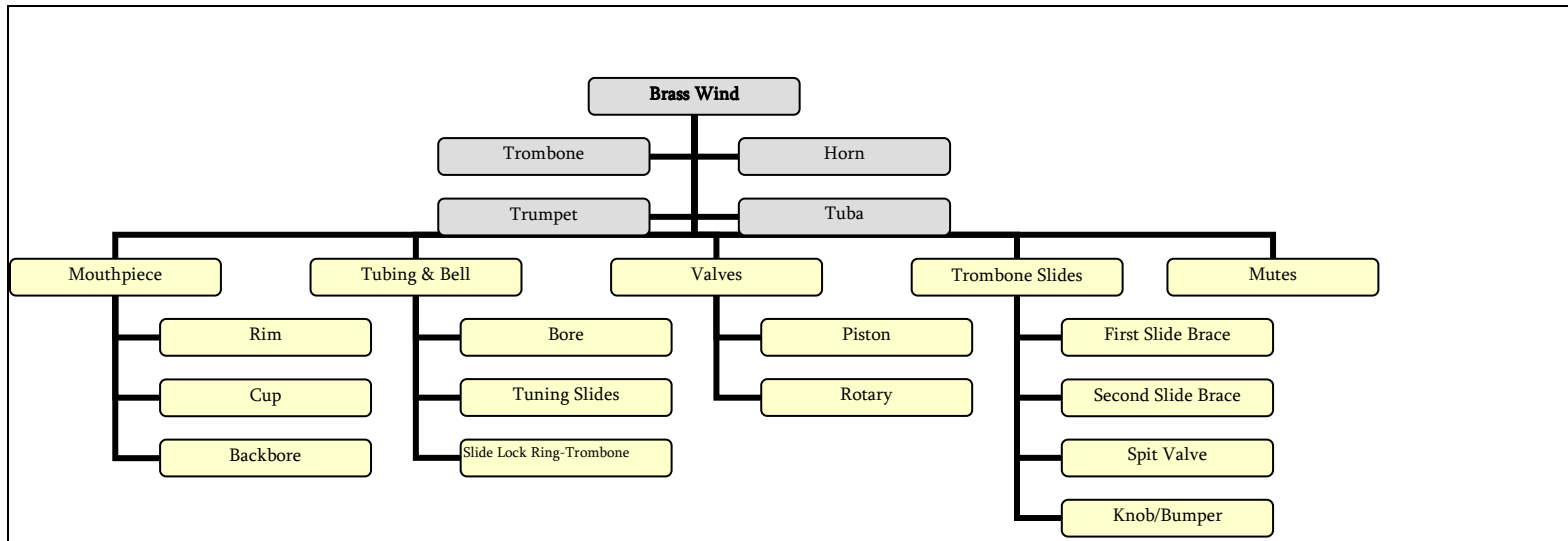 Brass Wind
Trombone
Horn
Trumpet
Tuba
Mouthpiece
Tubing & Bell
Valves
Trombone Slides
Mutes
Rim
Bore
Piston
First Slide Brace
Cup
Tuning Slides
Rotary
Second Slide Brace
Backbore
Slide Lock Ring-Trombone
Spit Valve
Knob/Bumper